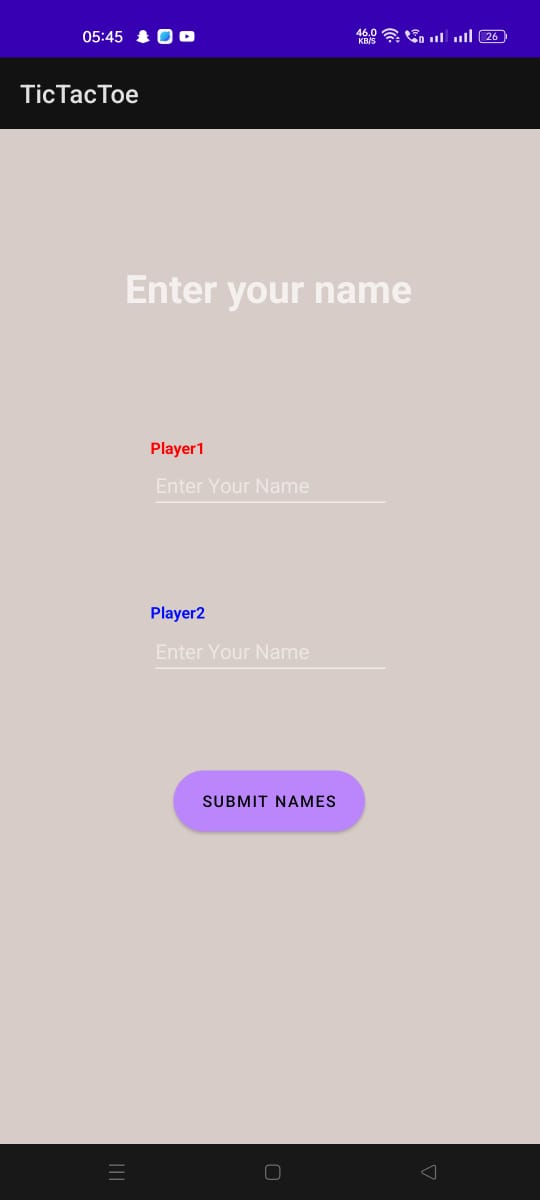 05:45
46.0
KB/S
26
TicTacToe
Enter your name
Player1
Enter Your Name
Player2
Enter Your Name
SUBMIT NAMES